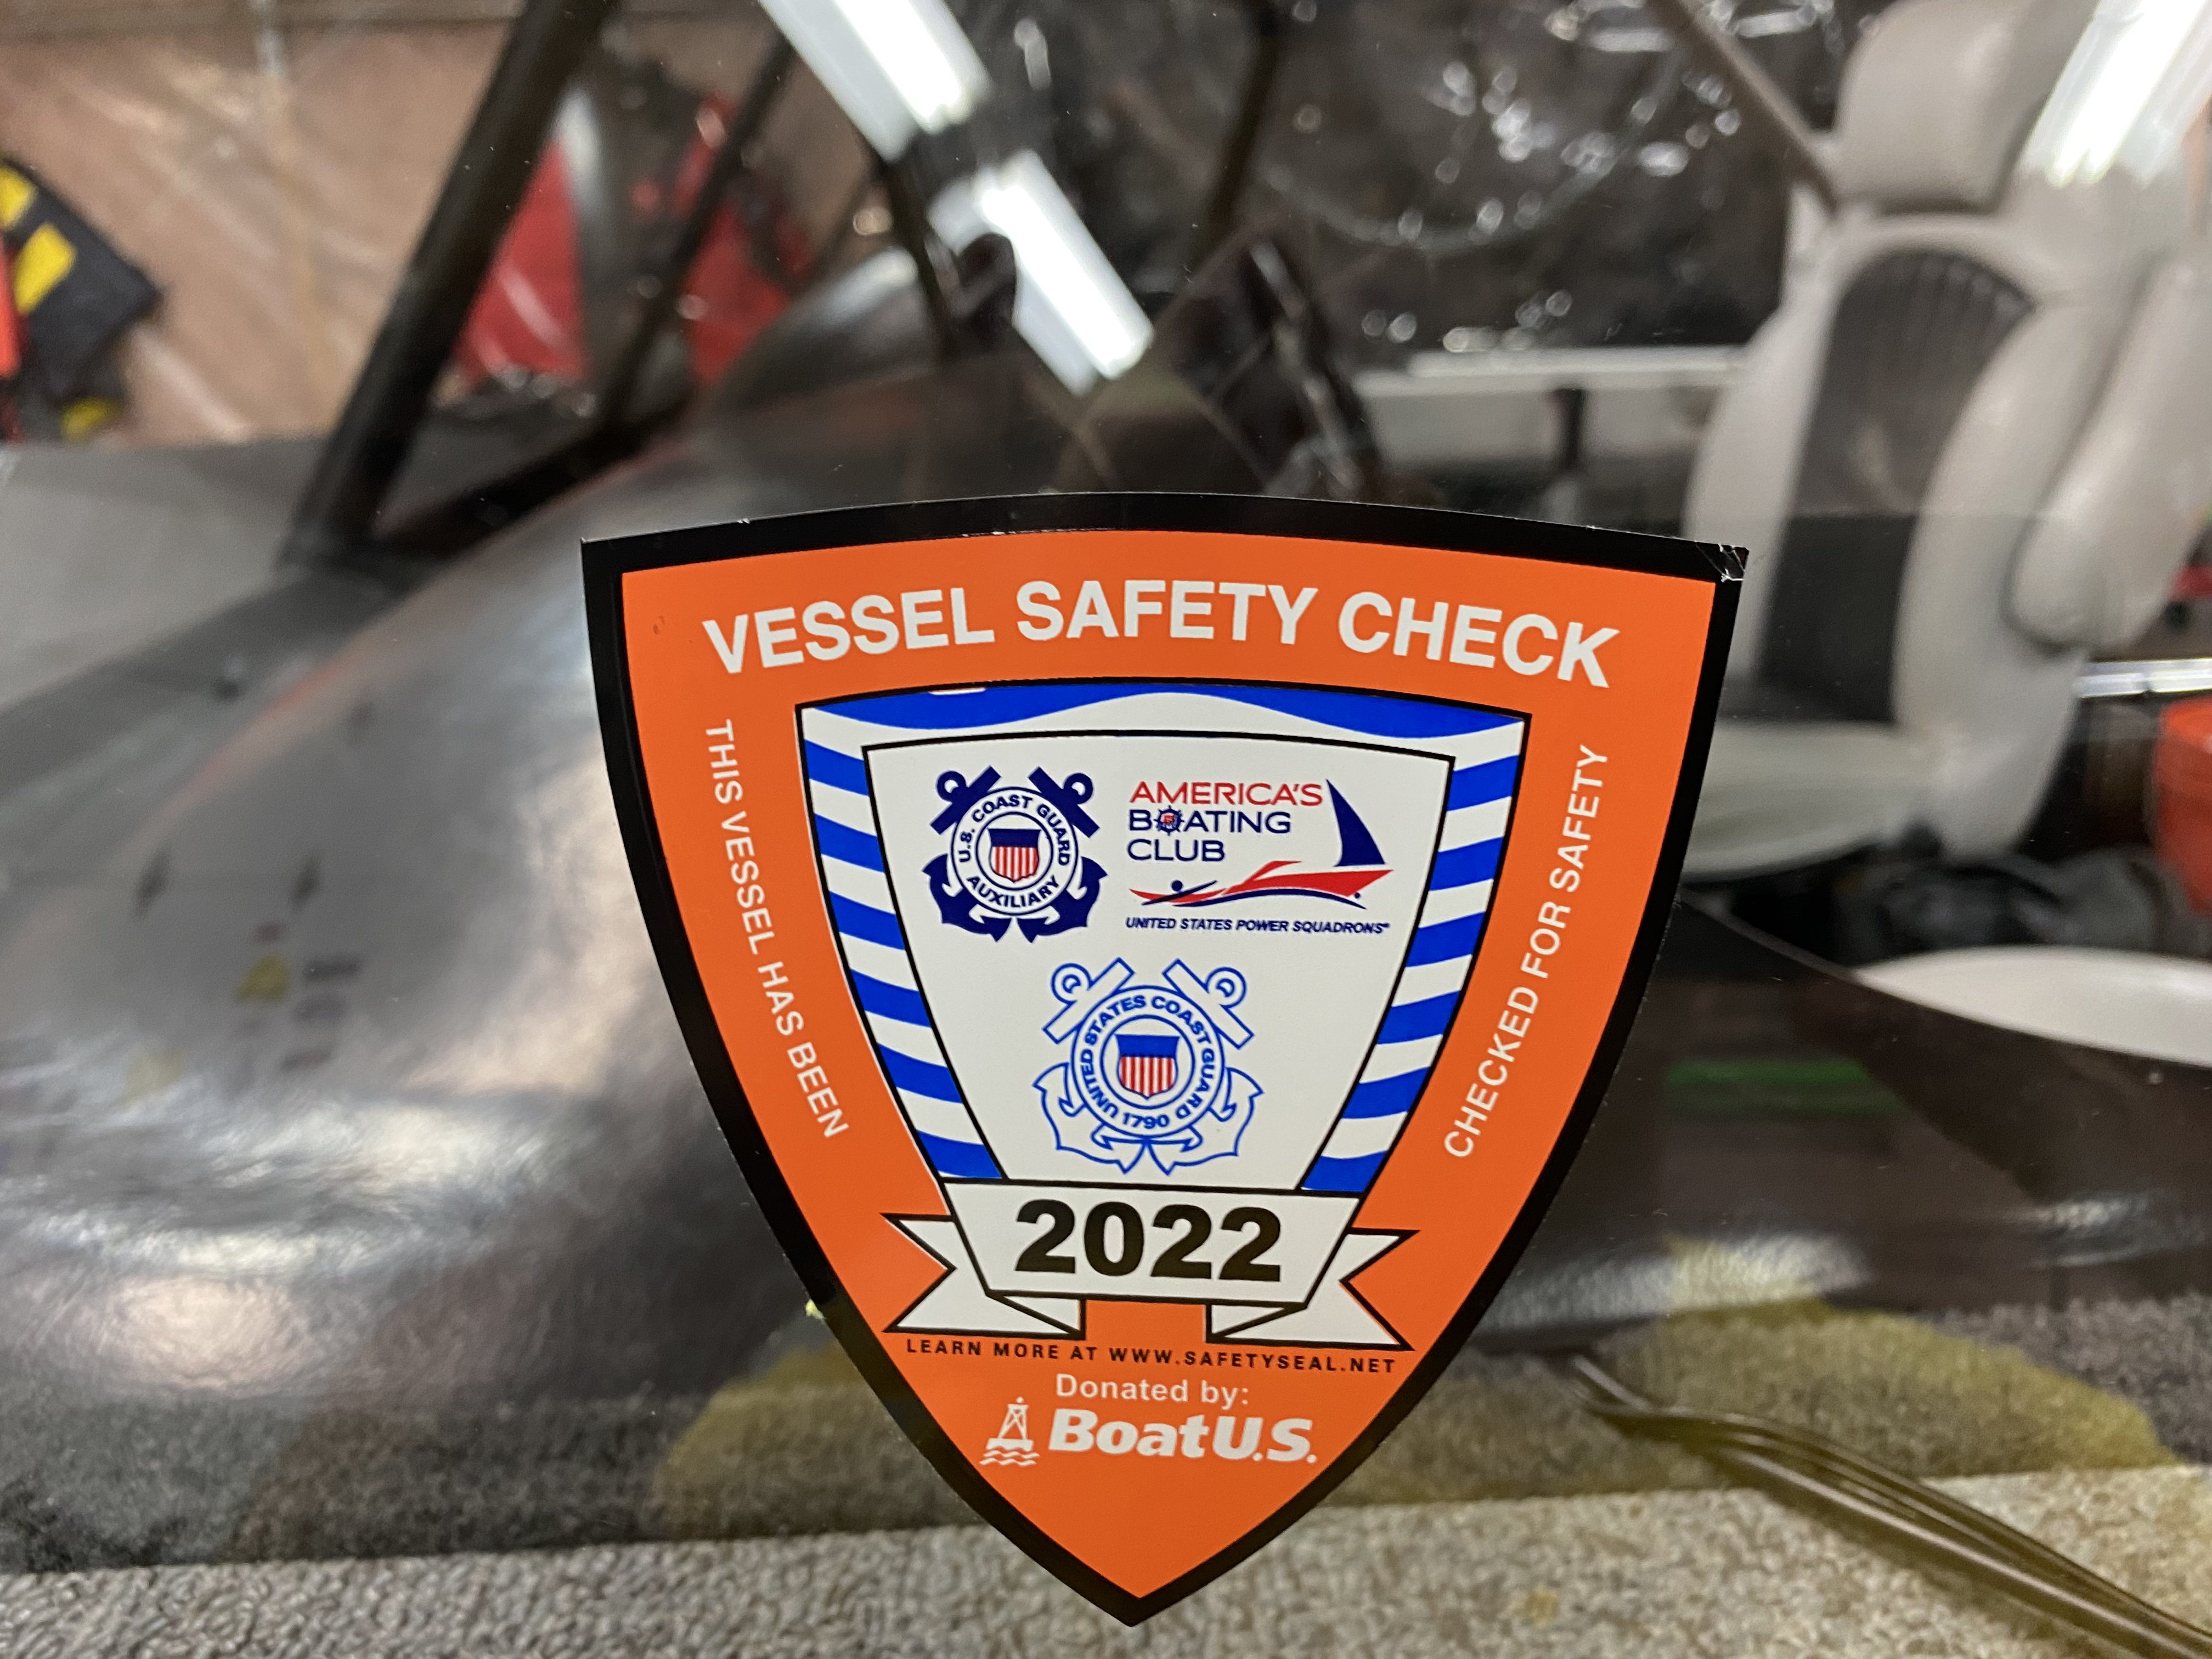 VESSEL SAFETY CHECK
THIS VESSEL HAS BEEN
CHECKED FOR SAFETY
U.S. COAST GUARD
AUXILIARY
AMERICA'S
BOATING
CLUB
UNITED STATES POWER SQUADRONS®
UNITED STATES COAST GUARD
1790
2022
LEARN MORE AT WWW.SAFETYSEAL.NET
Donated by:
BoatU.S.